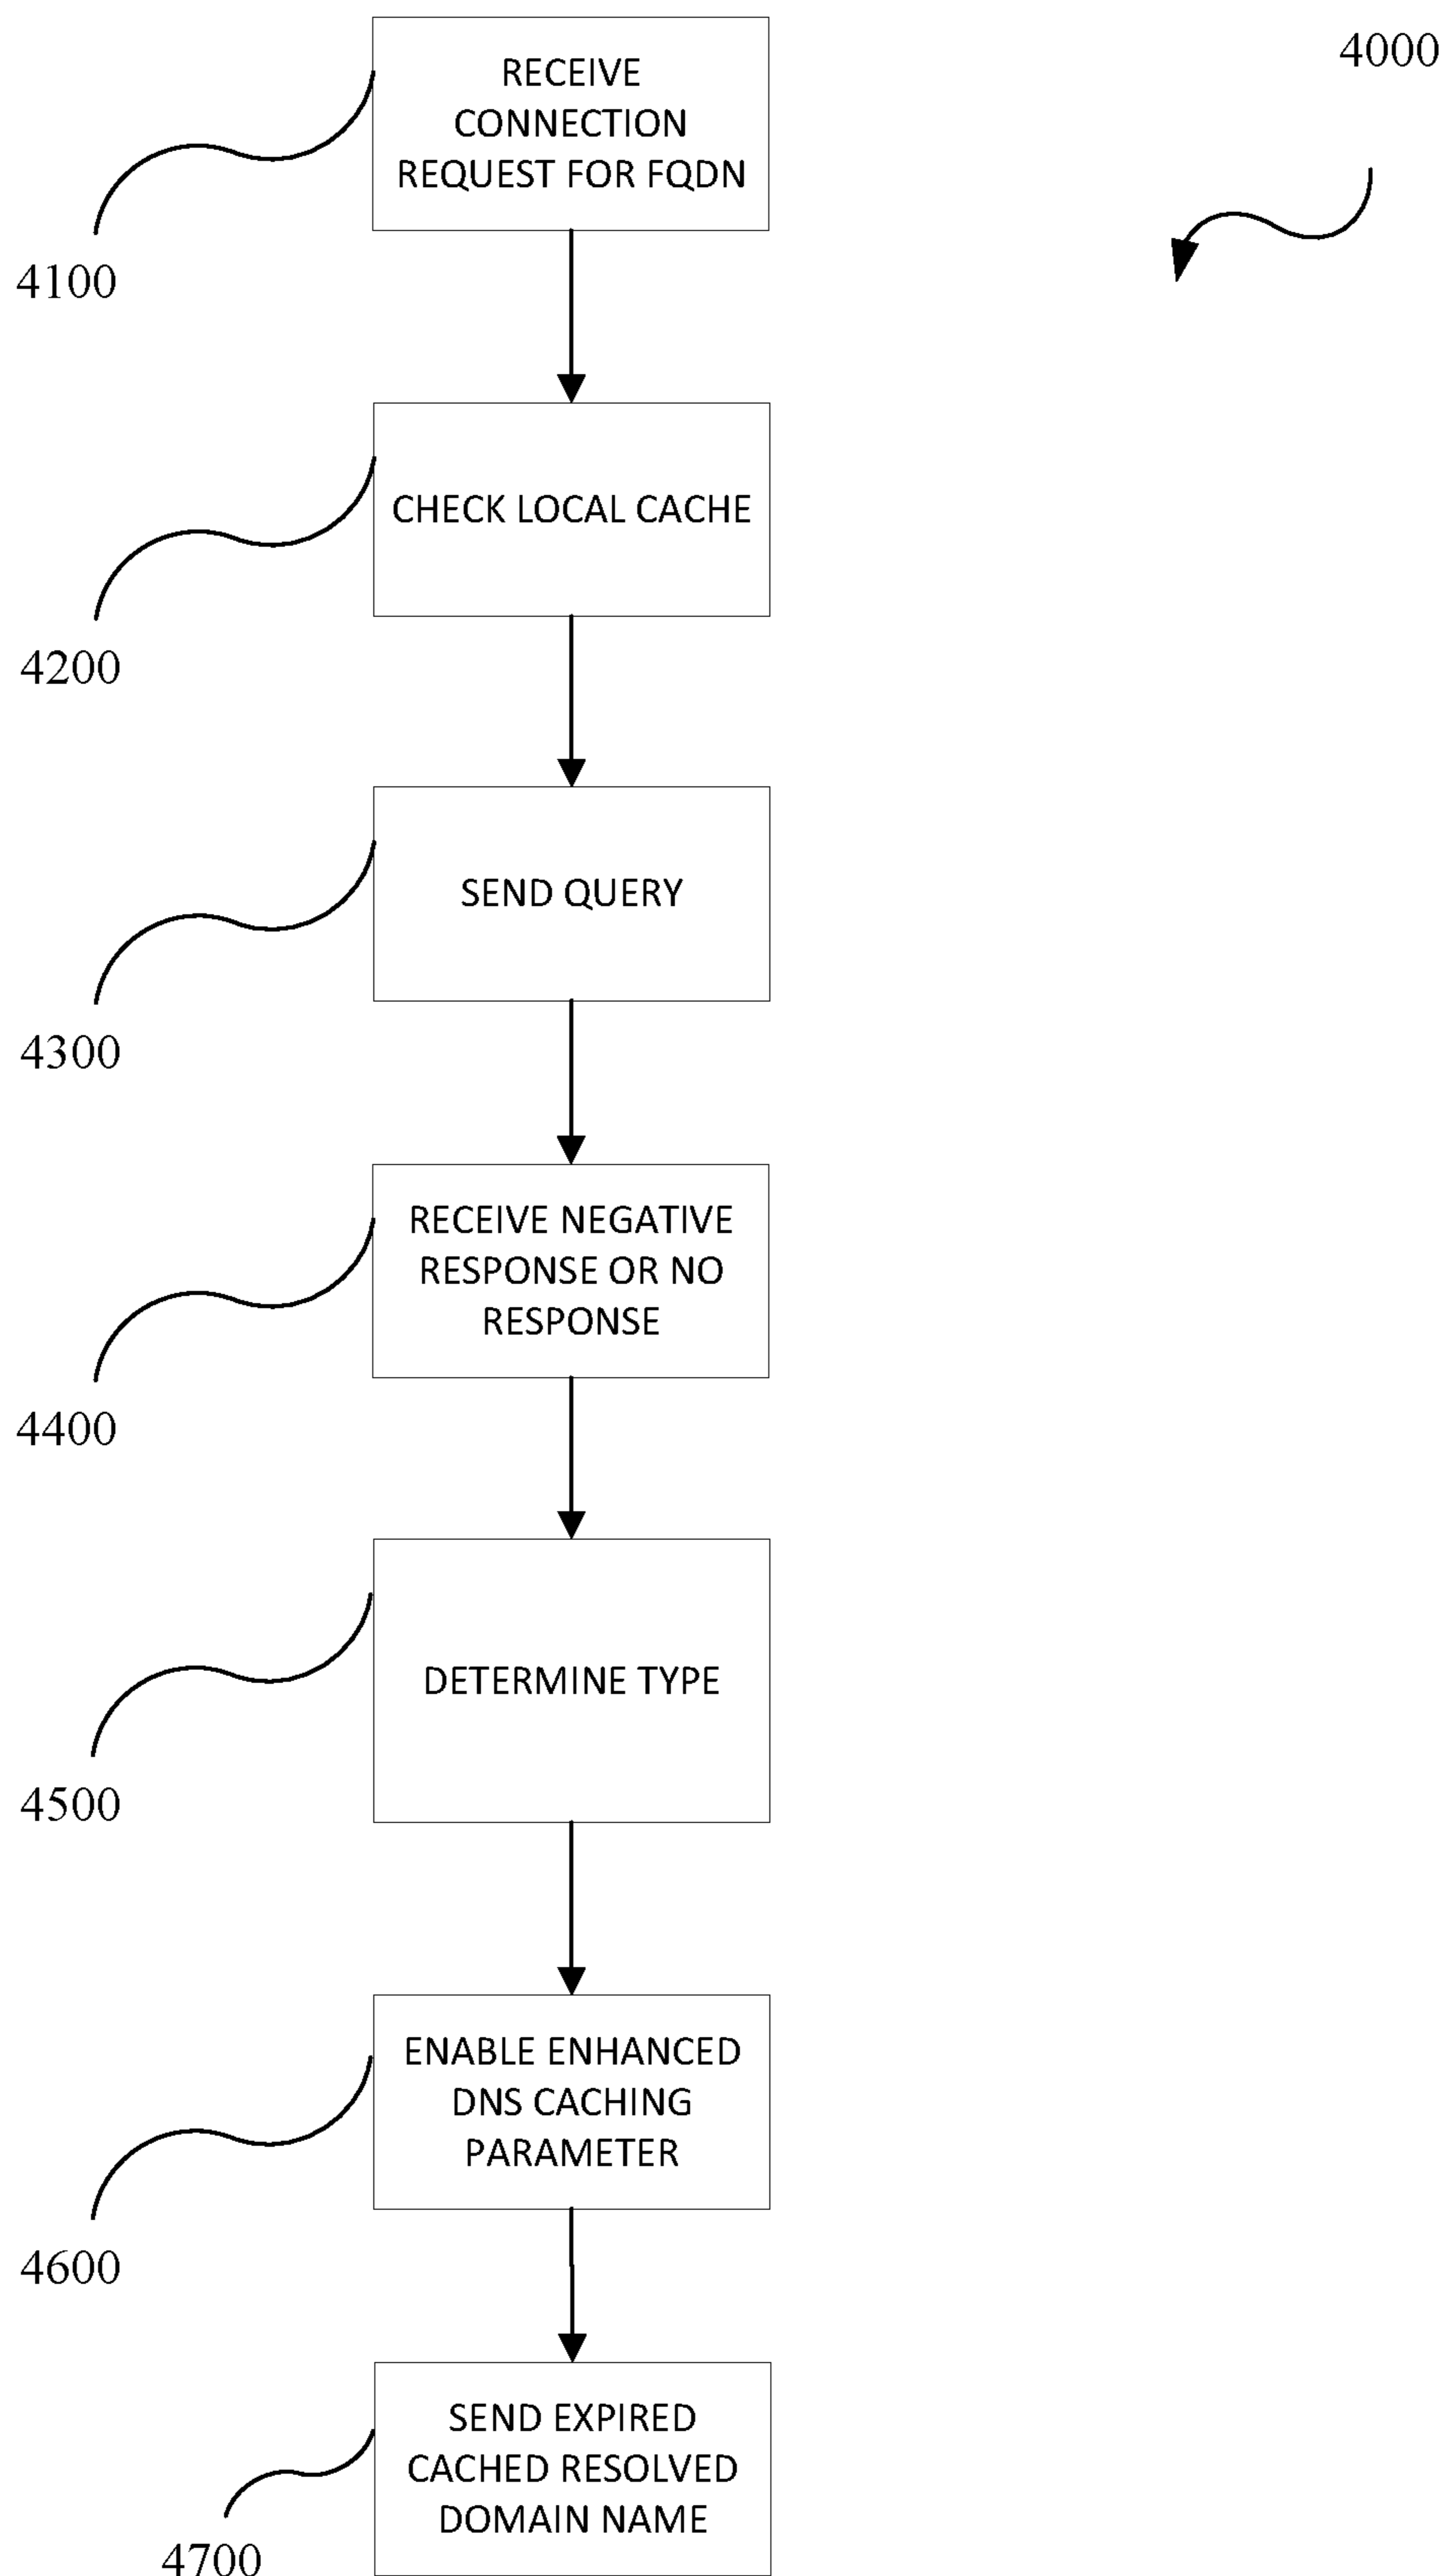 4000
RECEIVE
CONNECTION
REQUEST FOR FQDN
4100
CHECK LOCAL CACHE
4200
SEND QUERY
4300
RECEIVE NEGATIVE
RESPONSE OR NO
RESPONSE
4400
DETERMINE TYPE
4500
ENABLE ENHANCED
DNS CACHING
PARAMETER
4600
SEND EXPIRED
CACHED RESOLVED
DOMAIN NAME
4700